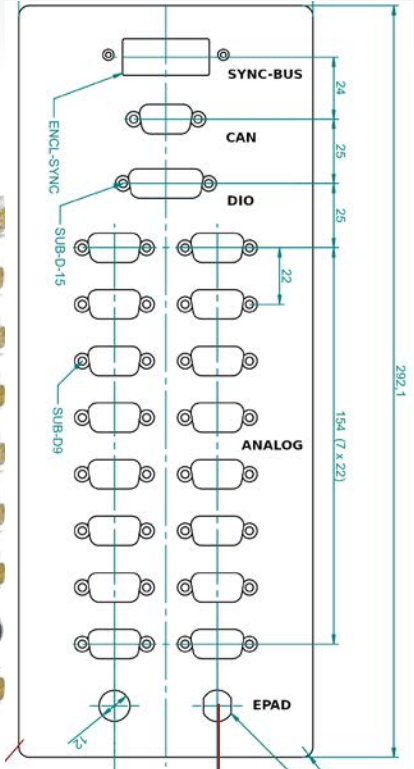 SYNC-BUS
24
ENCL-SYNC
CAN
25
DIO
SUB-D-15
25
22
292,1
SUB-D9
154 (7 x 22)
ANALOG
EPAD
12